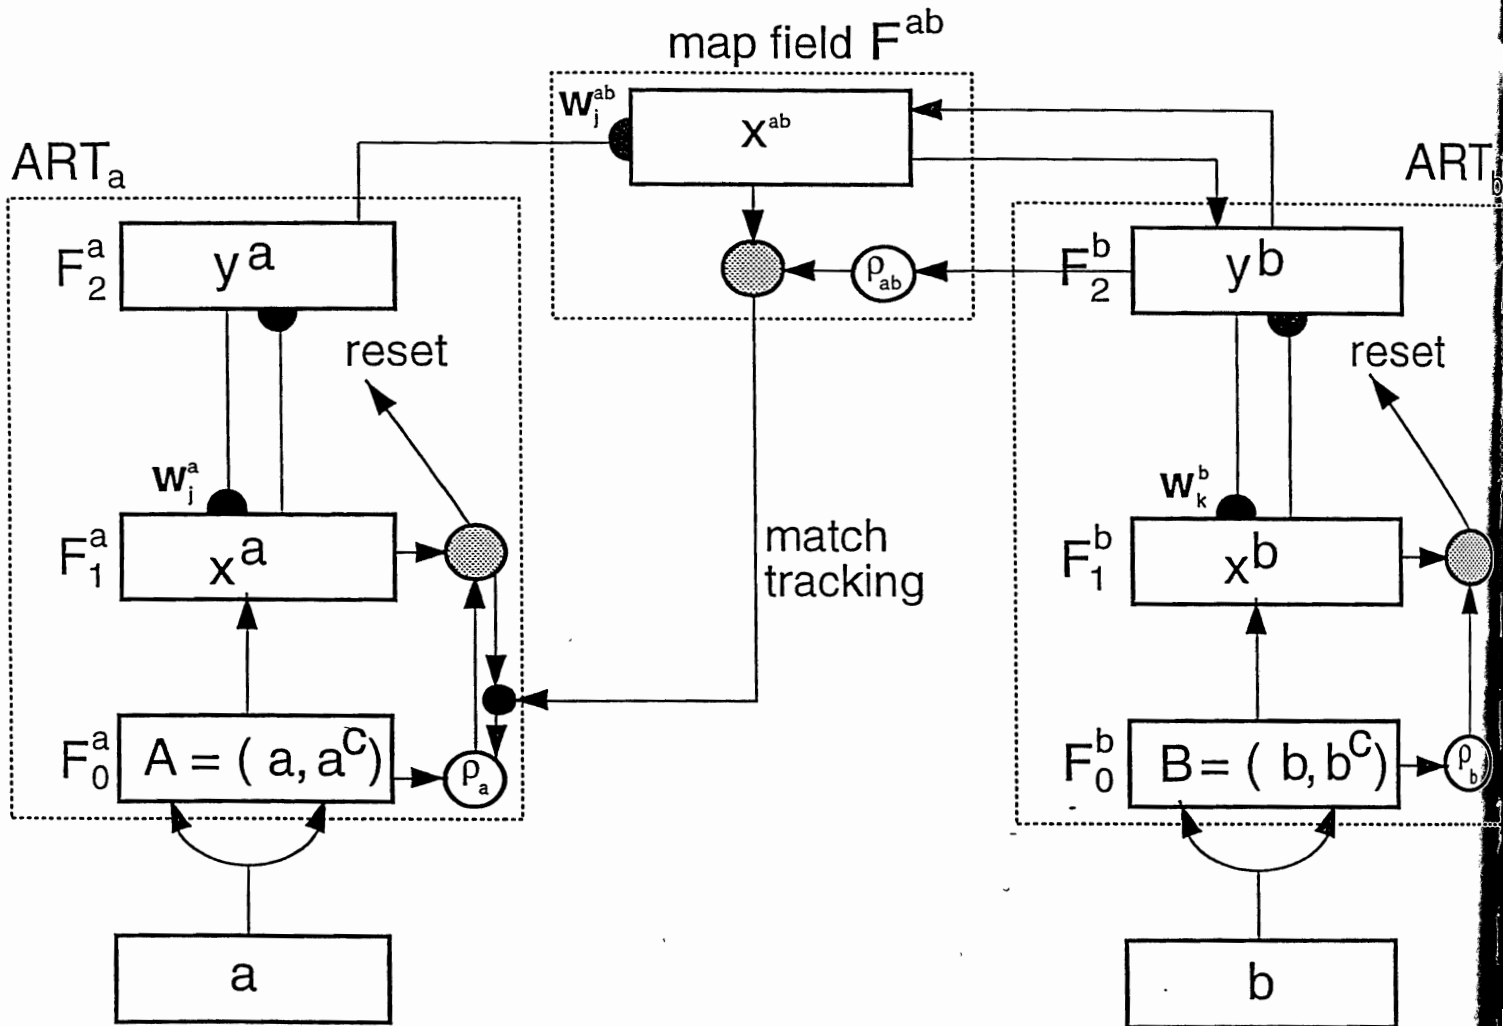 map field F^ab
w_j^ab
x^ab
ART_a
ART
F_2^a
y^a
ρ_ab
F_2^b
y^b
reset
reset
w_j^a
w_k^b
F_1^a
x^a
match
tracking
F_1^b
x^b
F_0^a
A = ( a, a^c)
ρ_a
F_0^b
B = ( b, b^c)
ρ_b
a
b